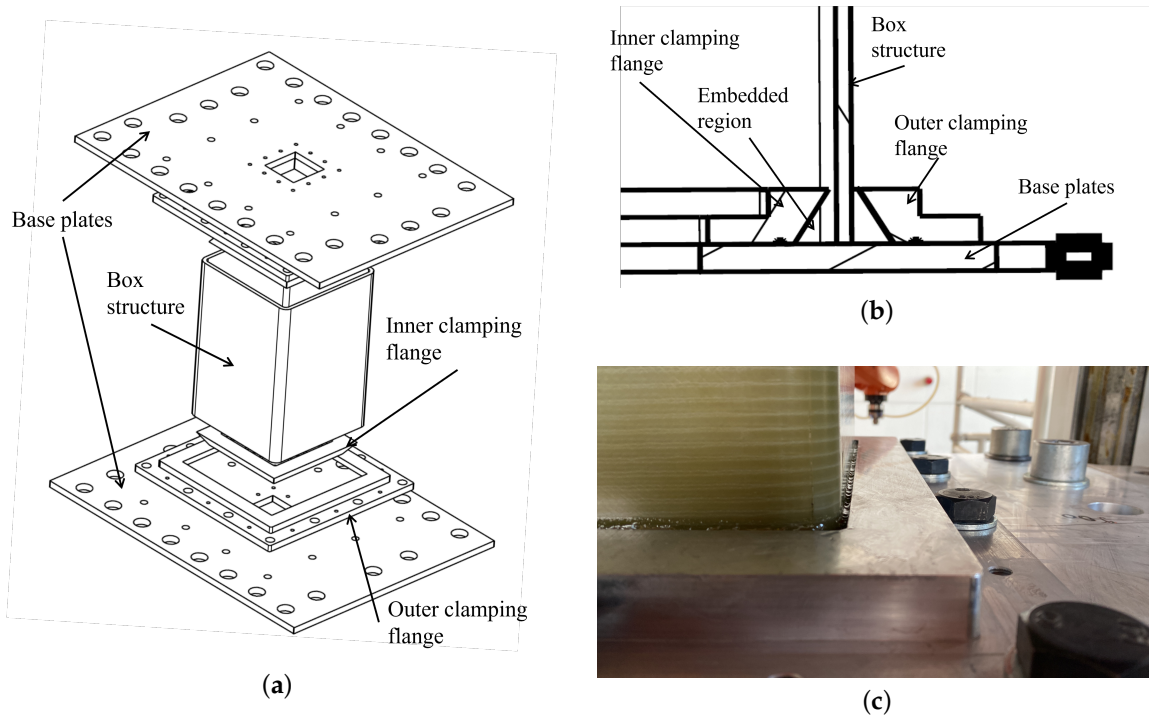 Base plates
Box
structure
Inner clamping
flange
Outer clamping
flange
(a)
Inner clamping
flange
Embedded
region
Box
structure
Outer clamping
flange
Base plates
(b)
(c)